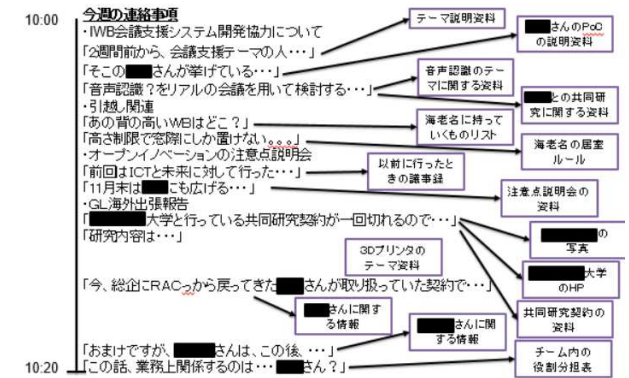 10:00
今週の連絡事項
・IWB会議支援システム開発協力について
「2週間前から、会議支援テーマの人・・・」
「そこの さんが挙げている・・・」
「音声認識？をリアルの会議を用いて検討する・・・」
・引越し関連
「あの背の高いWBはどこ？」
「高さ制限で窓際にしか置けない。。。」
・オープンイノベーションの注意点説明会
「前回はICTと未来に対して行った・・・」
「11月末は にも広げる・・・」
・GL海外出張報告
「 大学と行っている共同研究契約が一回切れるので・・・」
「研究内容は・・・」
「今、総企にRACっから戻ってきた さんが取り扱っていた契約で・・・」
「おまけですが、 さんは、この後、・・・」
「この話、業務上関係するのは・・・ さん？」
10:20
テーマ説明資料
さんのPoC
の説明資料
音声認識のテー
マに関する資料
との共同研
究に関する資料
海老名に持って
いくものリスト
海老名の居室
ルール
以前に行ったと
きの議事録
注意点説明会の
資料
の
写真
3Dプリンタの
テーマ資料
大学
のHP
さんに関す
る情報
さんに関
する情報
共同研究契約の
資料
チーム内の
役割分担表